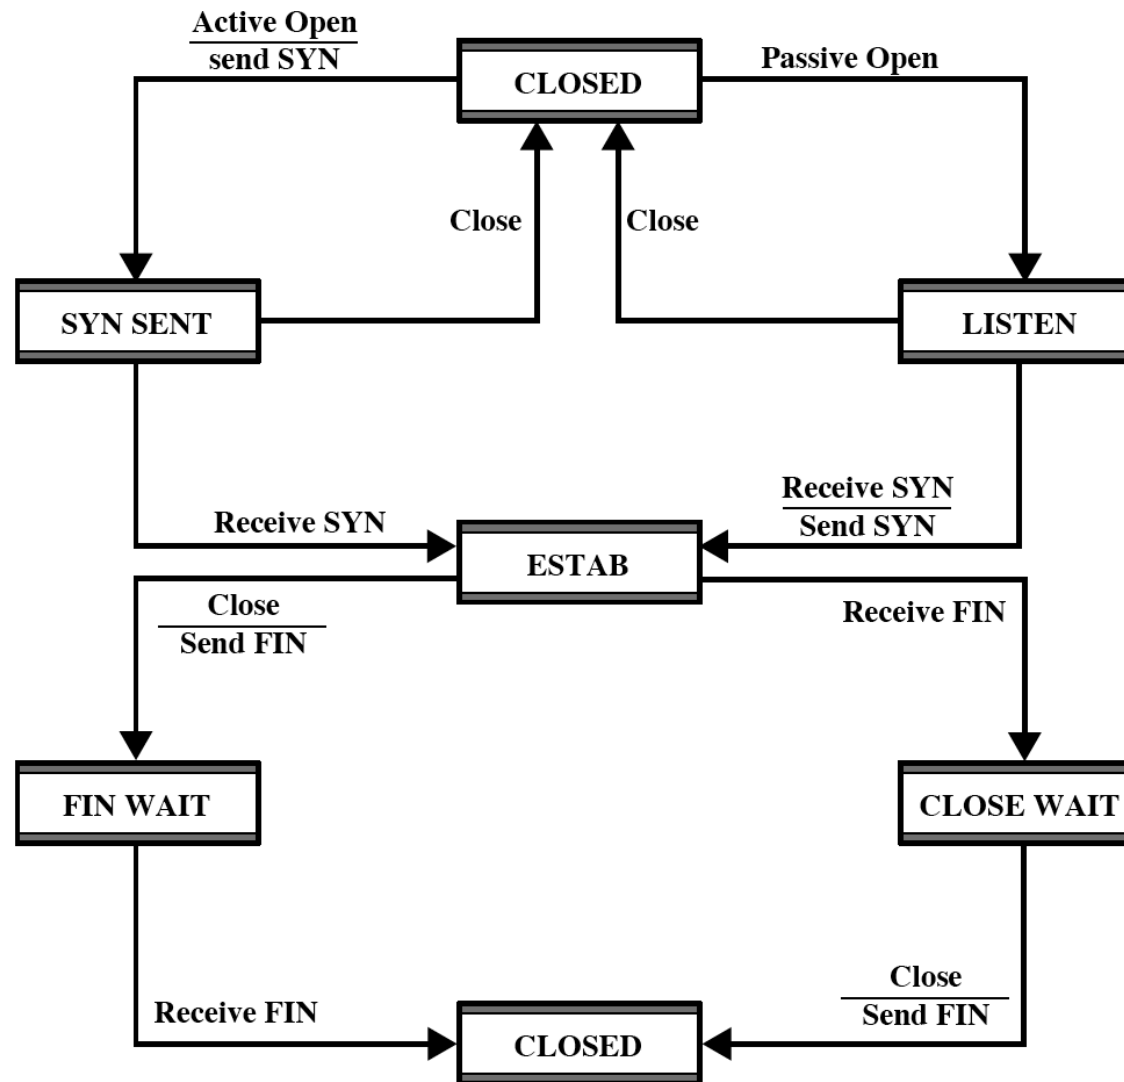 Active Open
send SYN
CLOSED
Passive Open
Close
Close
SYN SENT
LISTEN
Receive SYN
Receive SYN
Send SYN
ESTAB
Close
Send FIN
Receive FIN
FIN WAIT
CLOSE WAIT
Receive FIN
Close
Send FIN
CLOSED